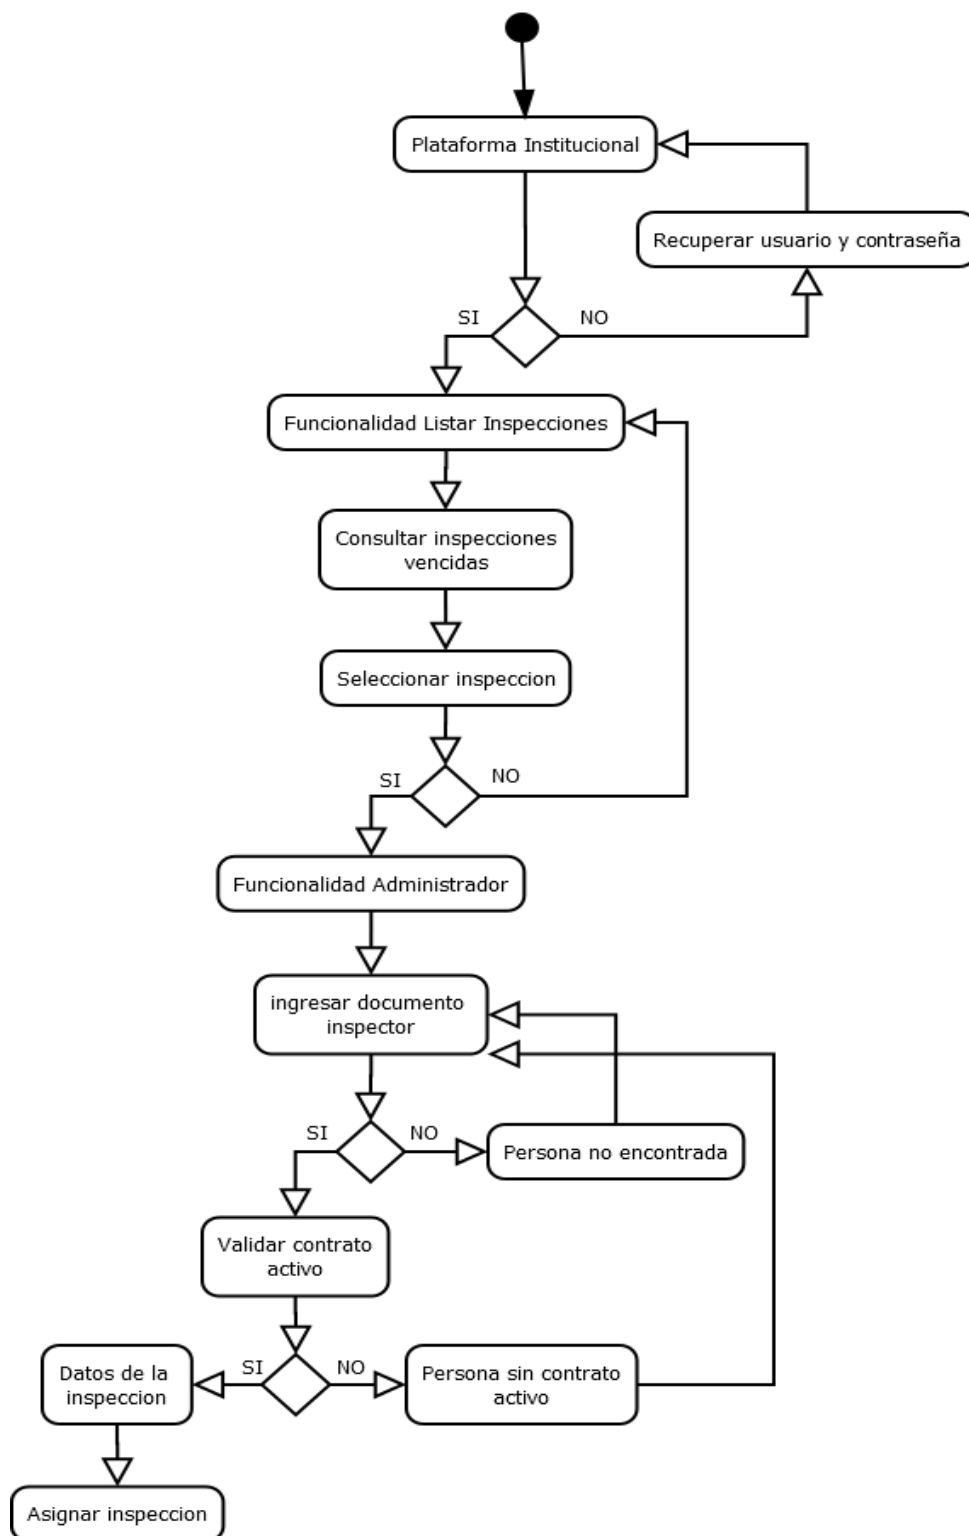 Plataforma Institucional
Recuperar usuario y contraseña
SI
NO
Funcionalidad Listar Inspecciones
Consultar inspecciones
vencidas
Seleccionar inspeccion
SI
NO
Funcionalidad Administrador
ingresar documento
inspector
SI
NO
Persona no encontrada
Validar contrato
activo
Datos de la
inspeccion
SI
NO
Persona sin contrato
activo
Asignar inspeccion